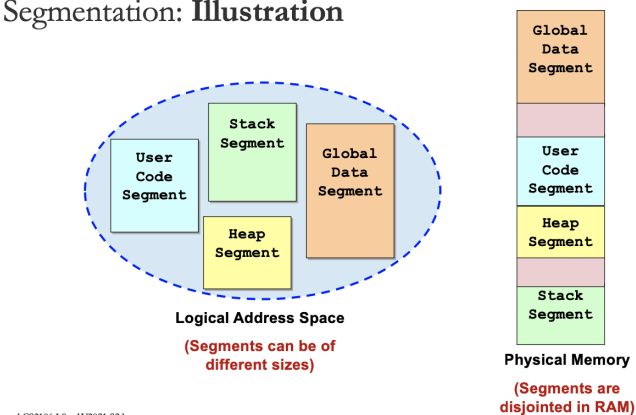 Segmentation: Illustration
Stack
Segment
User
Code
Segment
Global
Data
Segment
Heap
Segment
Logical Address Space
(Segments can be of
different sizes)
Global
Data
Segment
User
Code
Segment
Heap
Segment
Stack
Segment
Physical Memory
(Segments are
disjointed in RAM)